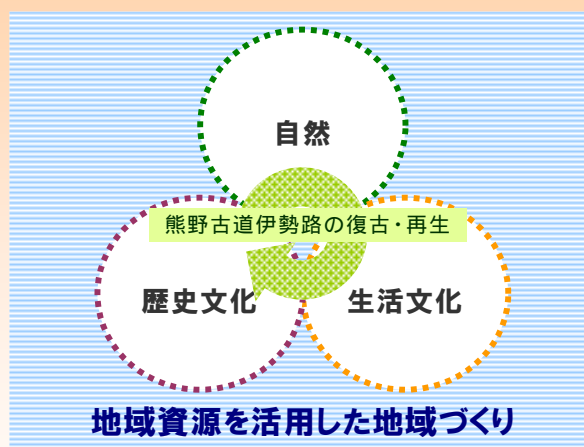 自然
熊野古道伊勢路の復古・再生
歴史文化
生活文化
地域資源を活用した地域づくり